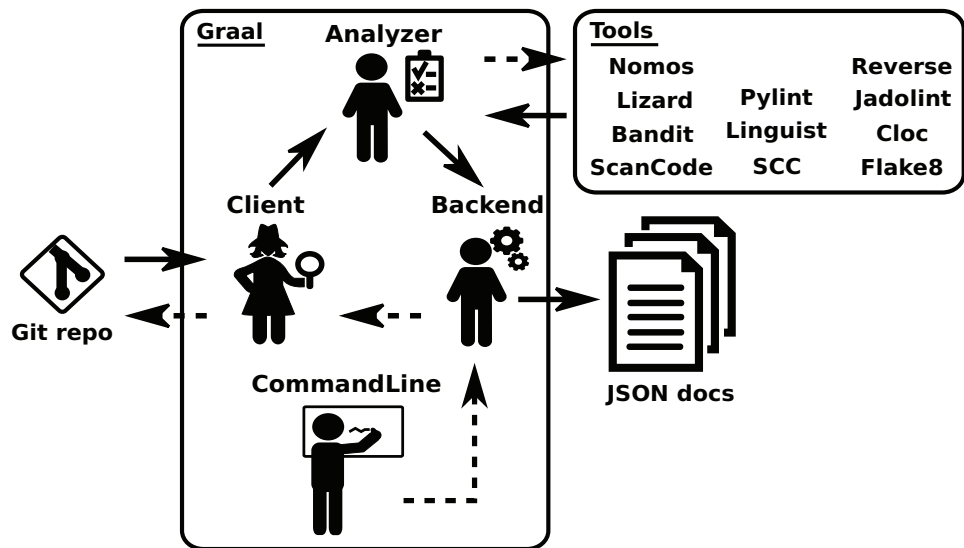 Graal
Analyzer
Tools
Nomos
Reverse
Lizard
Pylint
Jadolint
Bandit
Linguist
Cloc
ScanCode
SCC
Flake8
Client
Backend
Git repo
CommandLine
JSON docs